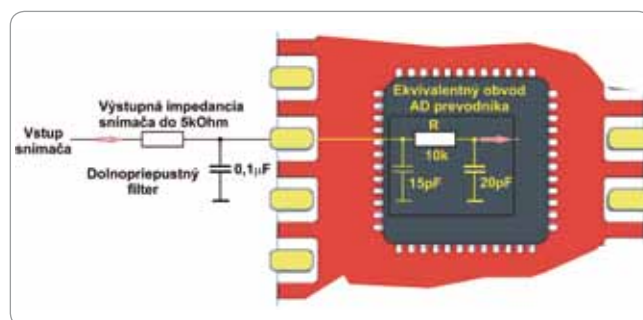 Výstupná impedancia
snímača do 5kOhm
Vstup
snímača
Dolnopriepustný
filter
0,1µF
Ekvivalentný obvod
AD prevodníka
R
10k
15pF
20pF